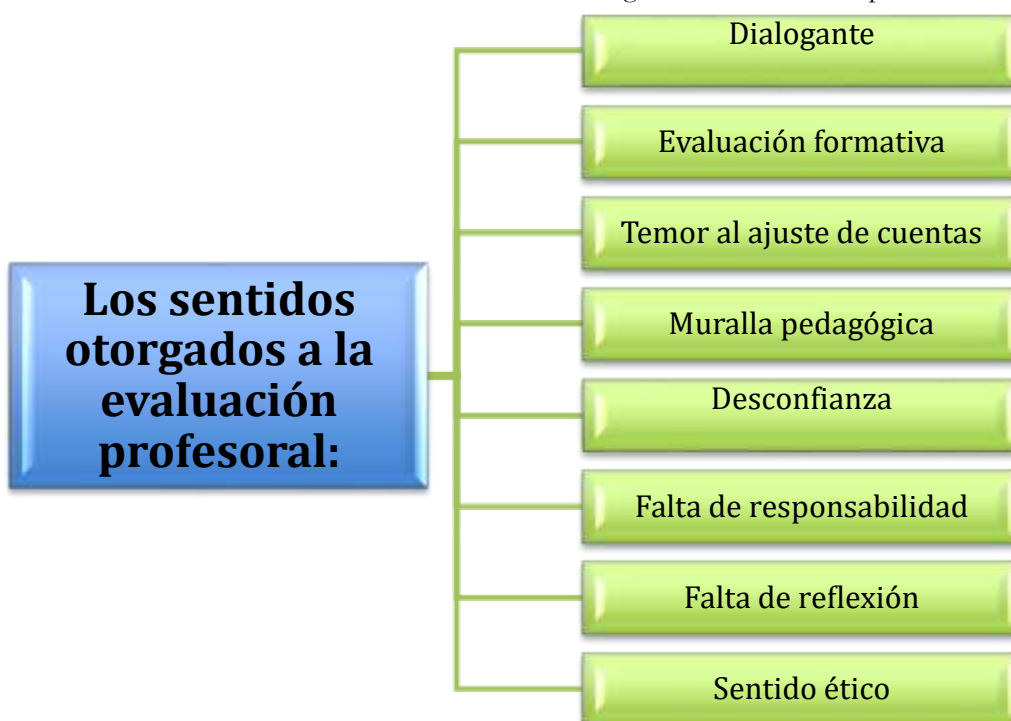 Dialogante
Evaluación formativa
Temor al ajuste de cuentas
Muralla pedagógica
Los sentidos
otorgados a la
evaluación
profesoral:
Desconfianza
Falta de responsabilidad
Falta de reflexión
Sentido ético